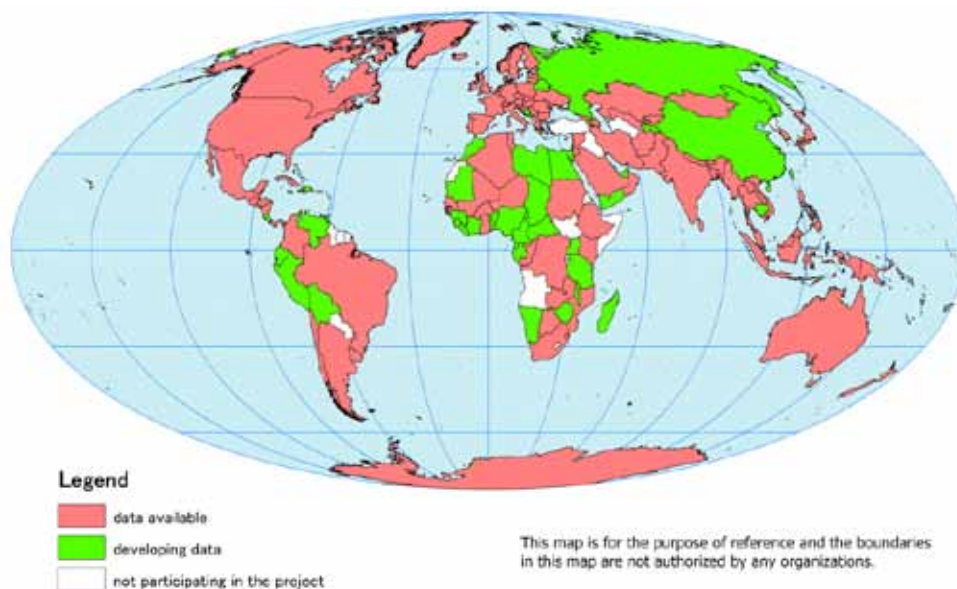 Legend
data available
developing data
not participating in the project
This map is for the purpose of reference and the boundaries
in this map are not authorized by any organizations.